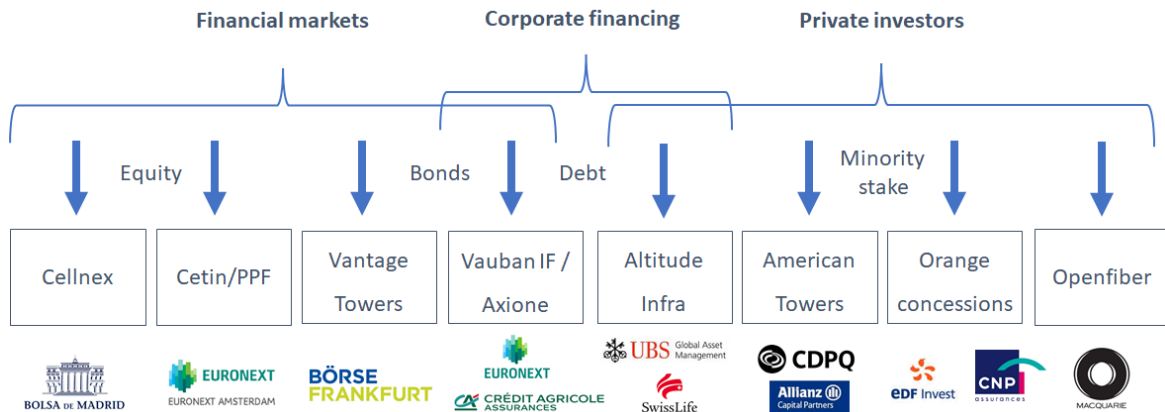 Financial markets
Corporate financing
Private investors
Equity
Bonds
Debt
Minority
stake
Cellnex
Cetin/PPF
Vantage
Towers
Vauban IF /
Axione
Altitude
Infra
American
Towers
Orange
concessions
Openfiber
BOLSA DE MADRID
EURONEXT
EURONEXT AMSTERDAM
BÖRSE
FRANKFURT
EURONEXT
CRÉDIT AGRICOLE
ASSURANCES
UBS Global Asset
Management
SwissLife
CDPQ
Allianz
Capital Partners
eDF Invest
CNP
assurances
MACQUARIE